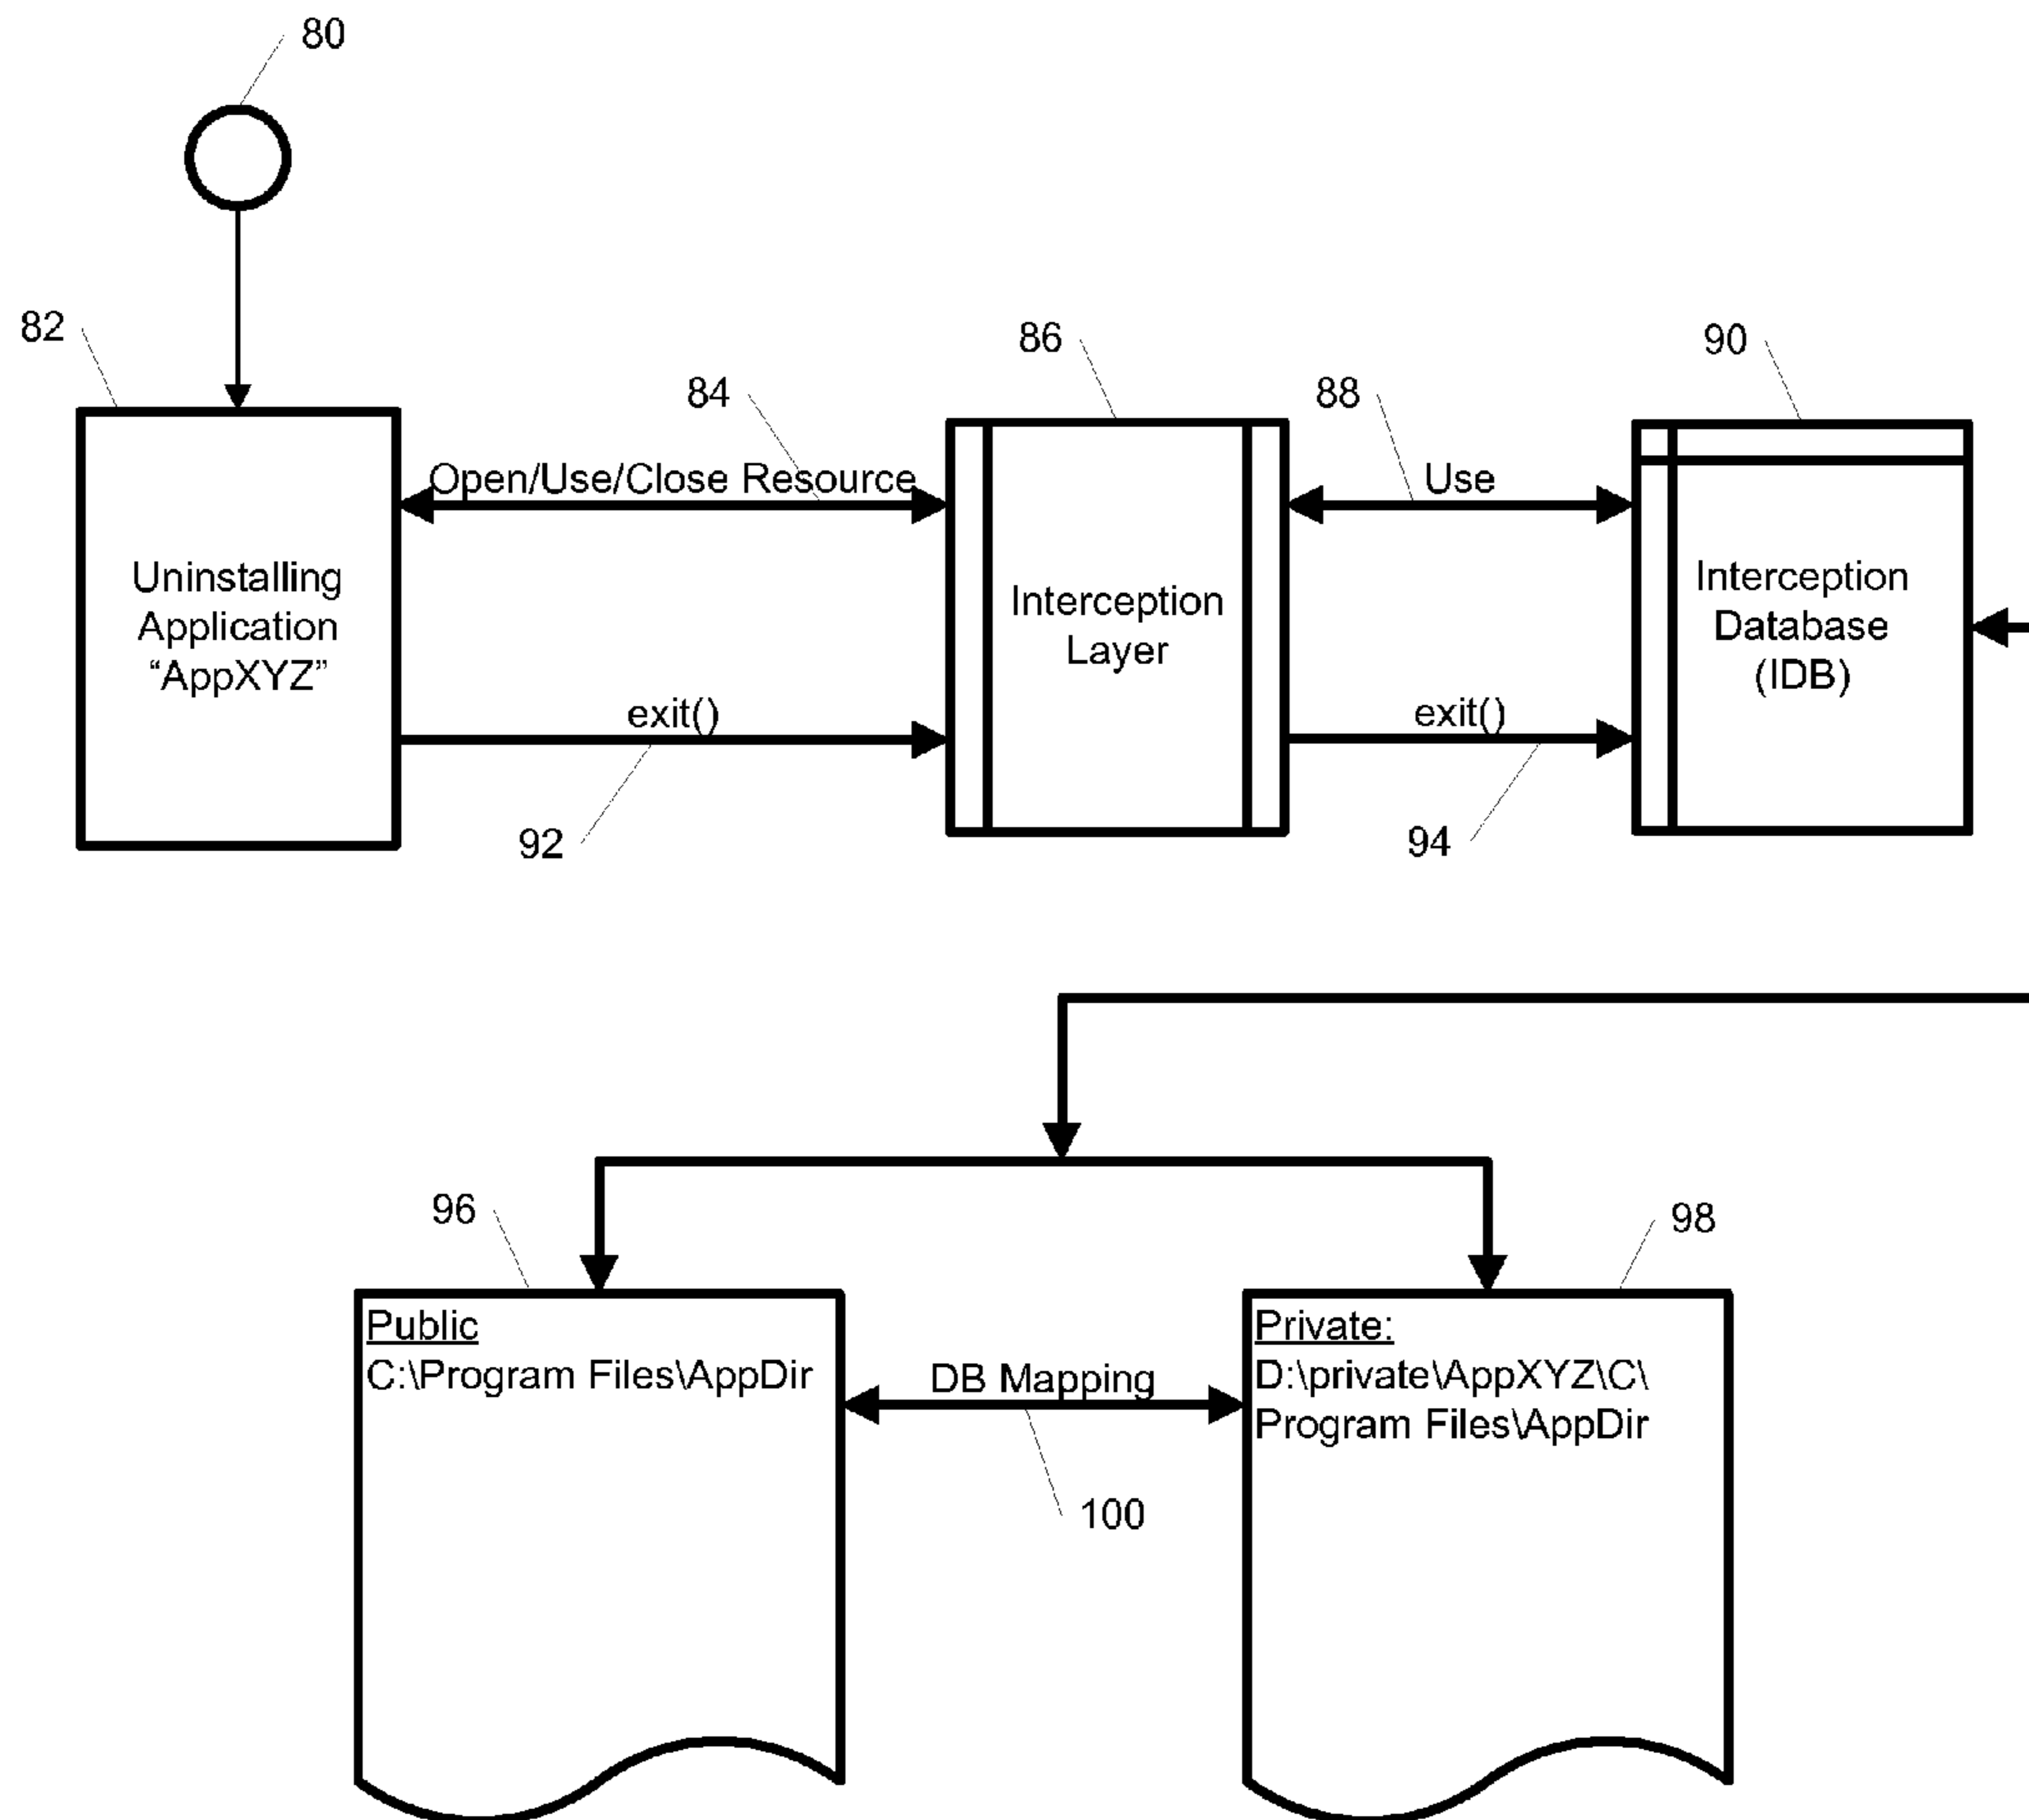 80
82
86
90
84
88
Open/Use/Close Resource
Use
Uninstalling
Application
“AppXYZ”
Interception
Layer
Interception
Database
(IDB)
exit()
exit()
92
94
96
98
Public
C:\Program Files\AppDir
DB Mapping
Private:
D:\private\AppXYZ\C\
Program Files\AppDir
100